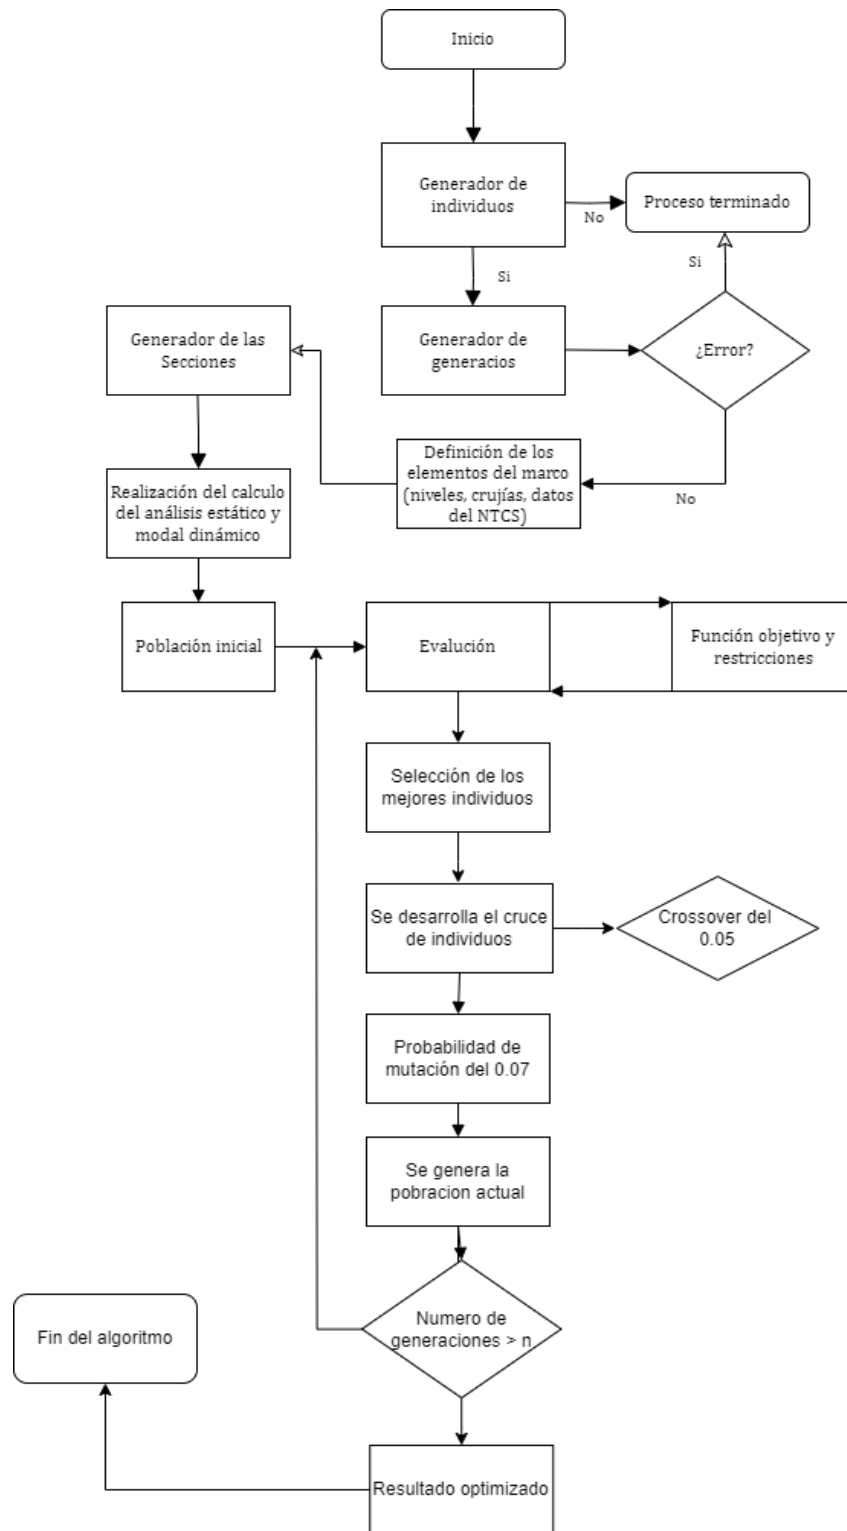 Inicio
Generador de
individuos
No
Proceso terminado
Si
Si
Generador de las
Secciones
Generador de
generacios
¿Error?
Definición de los
elementos del marco
(niveles, crujías, datos
del NTCS)
No
Realización del calculo
del análisis estático y
modal dinámico
Población inicial
Evalución
Función objetivo y
restricciones
Selección de los
mejores individuos
Se desarrolla el cruce
de individuos
Crossover del
0.05
Probabilidad de
mutación del 0.07
Se genera la
pobracion actual
Numero de
generaciones > n
Fin del algoritmo
Resultado optimizado